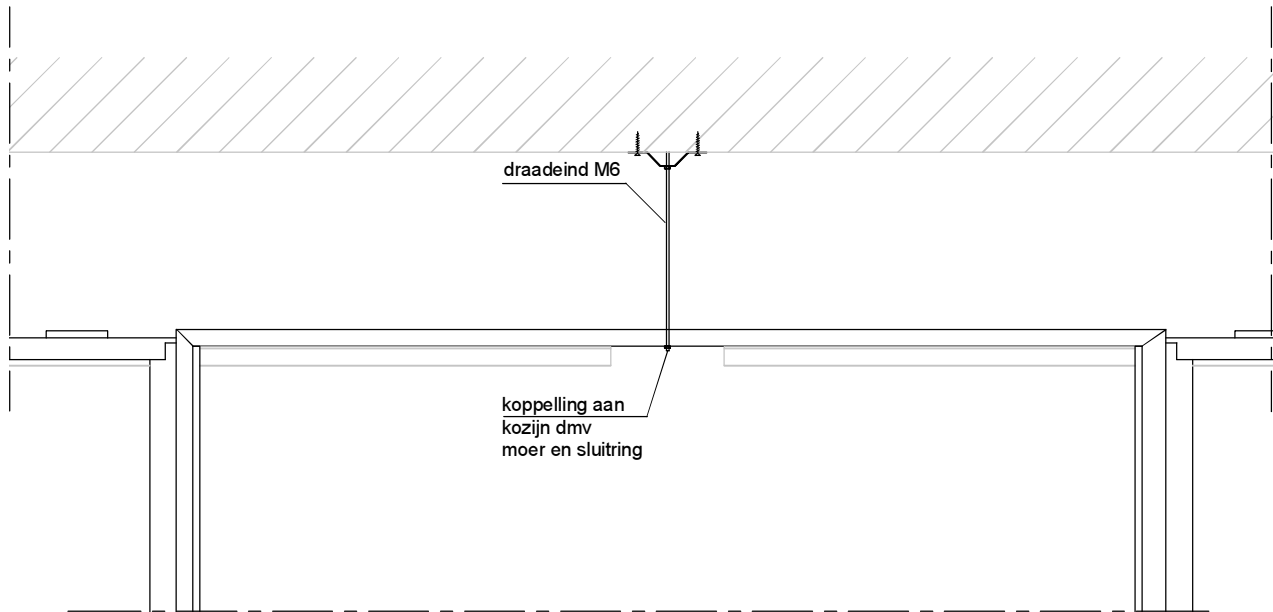 draadeind M6
koppelling aan
kozijn dmv
moer en sluitring